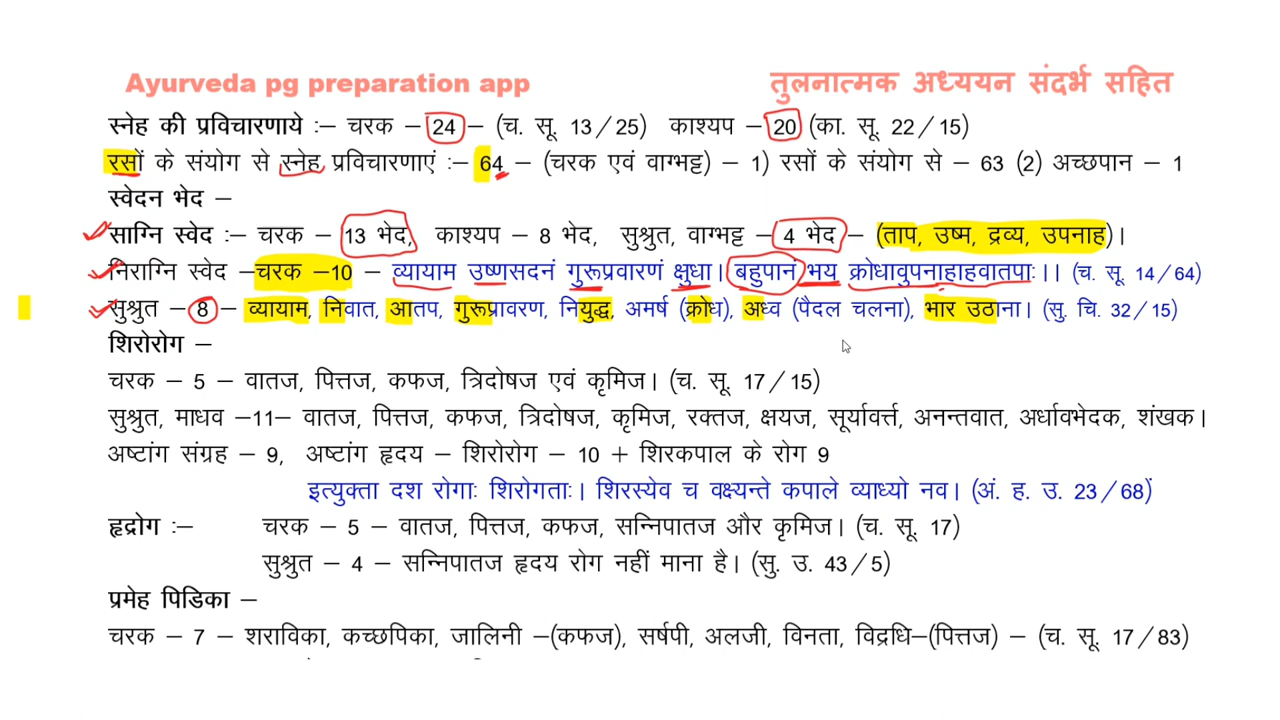 Ayurveda pg preparation app तुलनात्मक अध्ययन संदर्भ सहित
स्नेह की प्रविचारणाये :– चरक – 24 – (च. सू. 13/25) काश्यप – 20 (का. सू. 22/15)
रसों के संयोग से स्नेह प्रविचारणाएं :– 64 – (चरक एवं वाग्भट्ट) – 1) रसों के संयोग से – 63 (2) अच्छपान – 1
स्वेदन भेद –
साग्नि स्वेद :– चरक – 13 भेद, काश्यप – 8 भेद, सुश्रुत, वाग्भट्ट – 4 भेद – (ताप, उष्म, द्रव्य, उपनाह)।
निराग्नि स्वेद –चरक –10 – व्यायाम उष्णसदनं गुरूप्रवारणं क्षुधा। बहुपानं भय क्रोधावुपनाहाहवातपाः।। (च. सू. 14/64)
सुश्रुत – 8 – व्यायाम, निवात, आतप, गुरूप्रावरण, नियुद्ध, अमर्ष (क्रोध), अध्व (पैदल चलना), भार उठाना। (सु. चि. 32/15)
शिरोरोग –
चरक – 5 – वातज, पित्तज, कफज, त्रिदोषज एवं कृमिज। (च. सू. 17/15)
सुश्रुत, माधव –11– वातज, पित्तज, कफज, त्रिदोषज, कृमिज, रक्तज, क्षयज, सूर्यावर्त्त, अनन्तवात, अर्धावभेदक, शंखक।
अष्टांग संग्रह – 9, अष्टांग हृदय – शिरोरोग – 10 + शिरकपाल के रोग 9
इत्युक्ता दश रोगाः शिरोगताः। शिरस्येव च वक्ष्यन्ते कपाले व्याध्यो नव। (अं. ह. उ. 23/68)
हृद्रोग :– चरक – 5 – वातज, पित्तज, कफज, सन्निपातज और कृमिज। (च. सू. 17)
सुश्रुत – 4 – सन्निपातज हृदय रोग नहीं माना है। (सु. उ. 43/5)
प्रमेह पिडिका –
चरक – 7 – शराविका, कच्छपिका, जालिनी –(कफज), सर्षपी, अलजी, विनता, विद्रधि–(पित्तज) – (च. सू. 17/83)